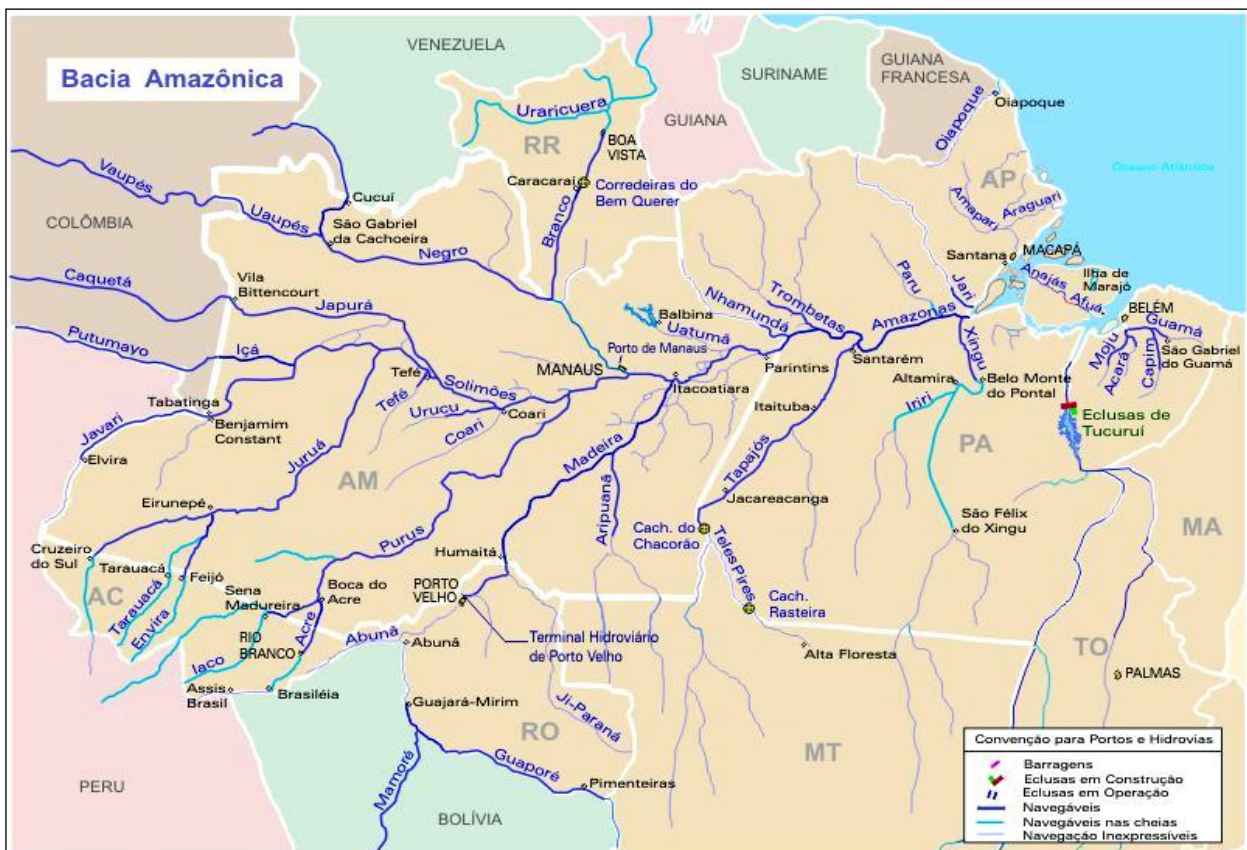 Bacia Amazônica
VENEZUELA
SURINAME
GUIANA
FRANCESA
GUIANA
COLÔMBIA
PERU
BOLÍVIA
Oceano Atlântico
RR
AP
AM
PA
MA
AC
RO
MT
TO
Uraricuera
BOA
VISTA
Caracaraí
Corredeiras do
Bem Querer
Branco
Oiapoque
Oiapoque
Amapari
Araguari
Vaupés
Uaupés
Cucuí
São Gabriel
da Cachoeira
Negro
Caquetá
Vila
Bittencourt
Japurá
Putumayo
Içá
Balbina
Uatumã
Porto de Manaus
MANAUS
Itacoatiara
Nhamundá
Trombetas
Parintins
Paru
Jari
Amazonas
Santarém
Santana
MACAPÁ
Anajás
Afuá
Ilha de
Marajó
BELÉM
Guamá
Moju
Acará
Capim
São Gabriel
do Guamá
Xingu
Altamira
Belo Monte
do Pontal
Iriri
Eclusas de
Tucuruí
Tabatinga
Benjamim
Constant
Javari
Elvira
Tefé
Tefé
Solimões
Urucu
Coari
Coari
Juruá
Eirunepé
Madeira
Itaituba
Tapajós
Jacareacanga
Aripuanã
Purus
Humaitá
Cach. do
Chacorão
Teles Pires
Cach.
Rasteira
Alta Floresta
São Félix
do Xingu
Cruzeiro
do Sul
Tarauacá
Tarauacá
Feijó
Envira
Sena
Madureira
Boca do
Acre
RIO
BRANCO
Acre
Iaco
Assis
Brasil
Brasiléia
PORTO
VELHO
Abunã
Abunã
Terminal Hidroviário
de Porto Velho
Guajará-Mirim
Ji-Paraná
Mamoré
Guaporé
Pimenteiras
PALMAS
Convenção para Portos e Hidrovias
Barragens
Eclusas em Construção
Eclusas em Operação
Navegáveis
Navegáveis nas cheias
Navegação Inexpressíveis